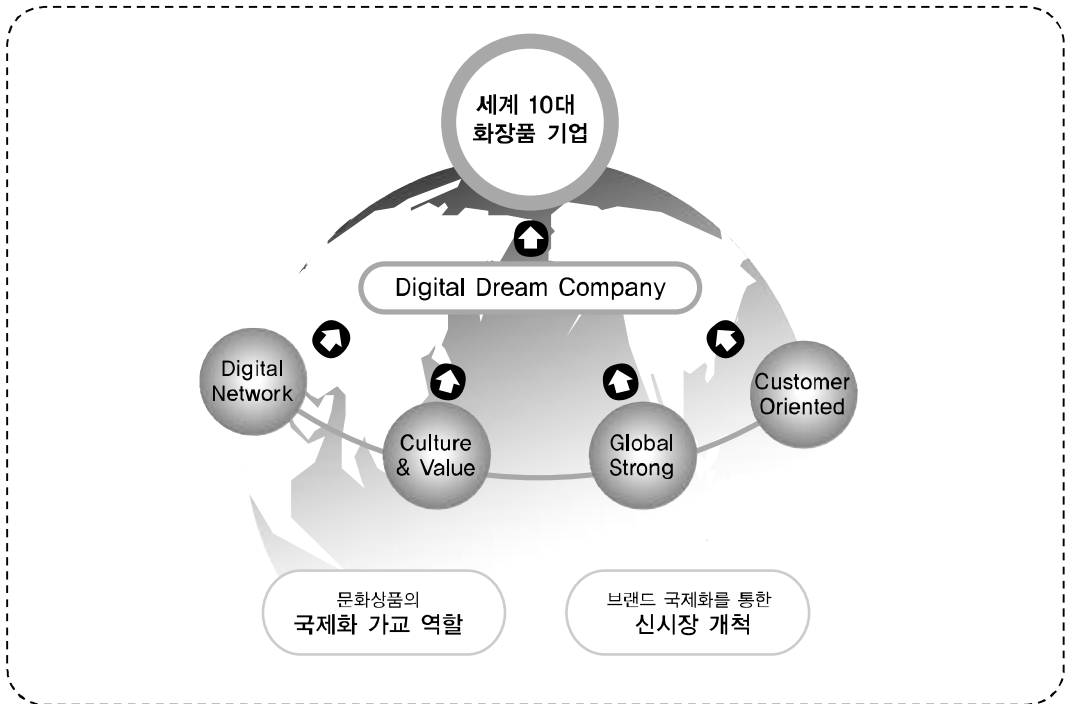 세계 10대
화장품 기업
Digital Dream Company
Digital
Network
Culture
& Value
Global
Strong
Customer
Oriented
문화상품의
국제화 가교 역할
브랜드 국제화를 통한
신시장 개척